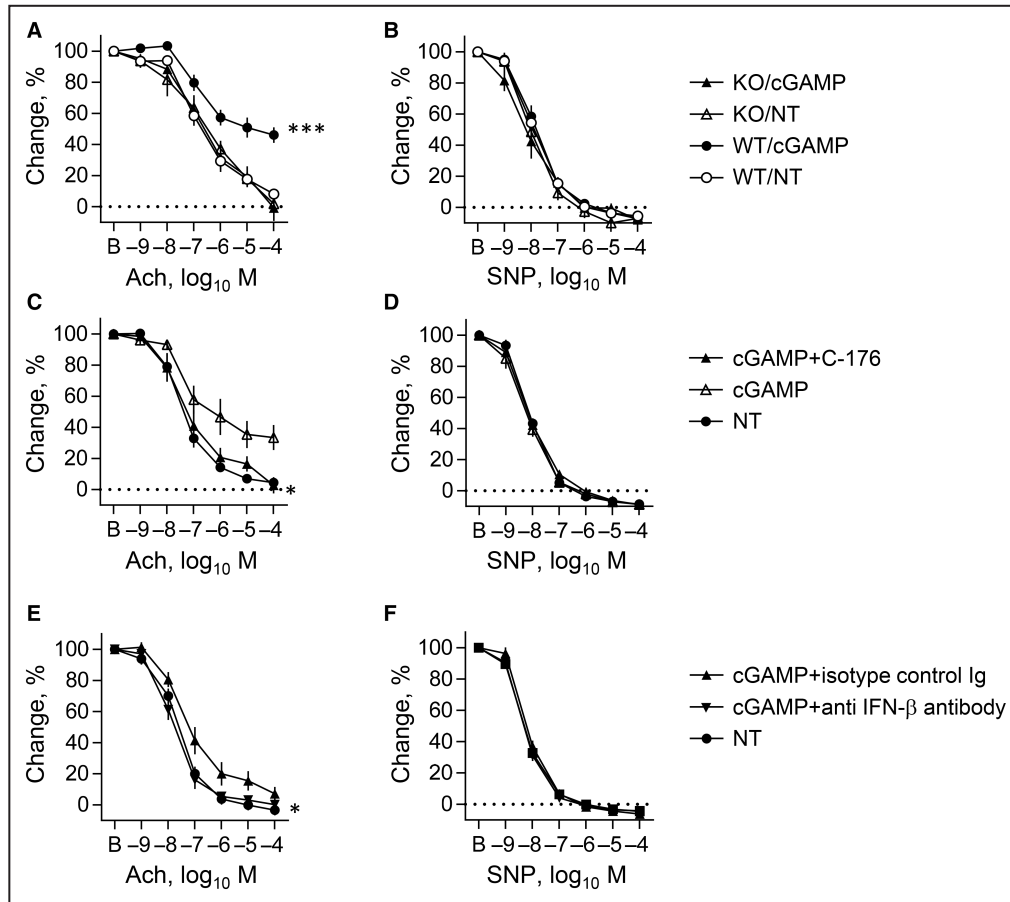 A
Change, %
100
80
60
40
20
0
***
B –9 –8 –7 –6 –5 –4
Ach, log10 M
B
Change, %
100
80
60
40
20
0
B –9 –8 –7 –6 –5 –4
SNP, log10 M
KO/cGAMP
KO/NT
WT/cGAMP
WT/NT
C
Change, %
100
80
60
40
20
0
*
B –9 –8 –7 –6 –5 –4
Ach, log10 M
D
Change, %
100
80
60
40
20
0
B –9 –8 –7 –6 –5 –4
SNP, log10 M
cGAMP+C-176
cGAMP
NT
E
Change, %
100
80
60
40
20
0
*
B –9 –8 –7 –6 –5 –4
Ach, log10 M
F
Change, %
100
80
60
40
20
0
B –9 –8 –7 –6 –5 –4
SNP, log10 M
cGAMP+isotype control Ig
cGAMP+anti IFN-β antibody
NT